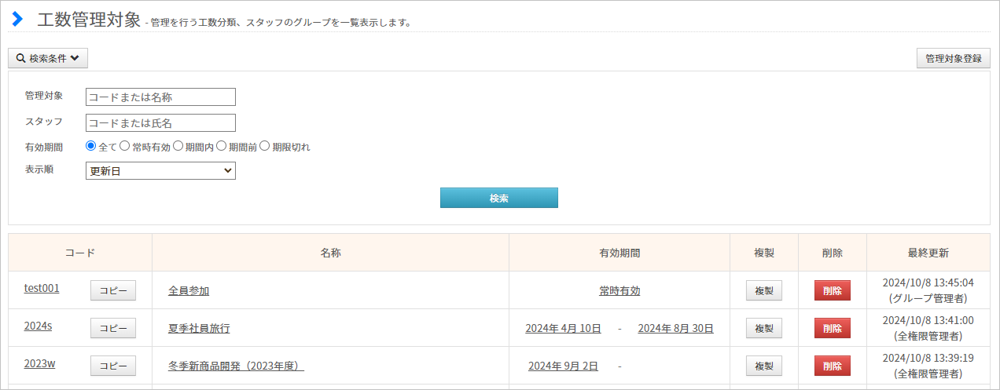 工数管理対象 - 管理を行う工数分類、スタッフのグループを一覧表示します。
検索条件 管理対象登録
管理対象 コードまたは名称
スタッフ コードまたは氏名
有効期間 全て 常時有効 期間内 期間前 期限切れ
表示順 更新日
検索
コード 名称 有効期間 複製 削除 最終更新
test001 コピー 全員参加 常時有効 複製 削除 2024/10/8 13:45:04
(グループ管理者)
2024s コピー 夏季社員旅行 2024年 4月 10日 - 2024年 8月 30日 複製 削除 2024/10/8 13:41:00
(全権限管理者)
2023w コピー 冬季新商品開発（2023年度） 2024年 9月 2日 - 複製 削除 2024/10/8 13:39:19
(全権限管理者)